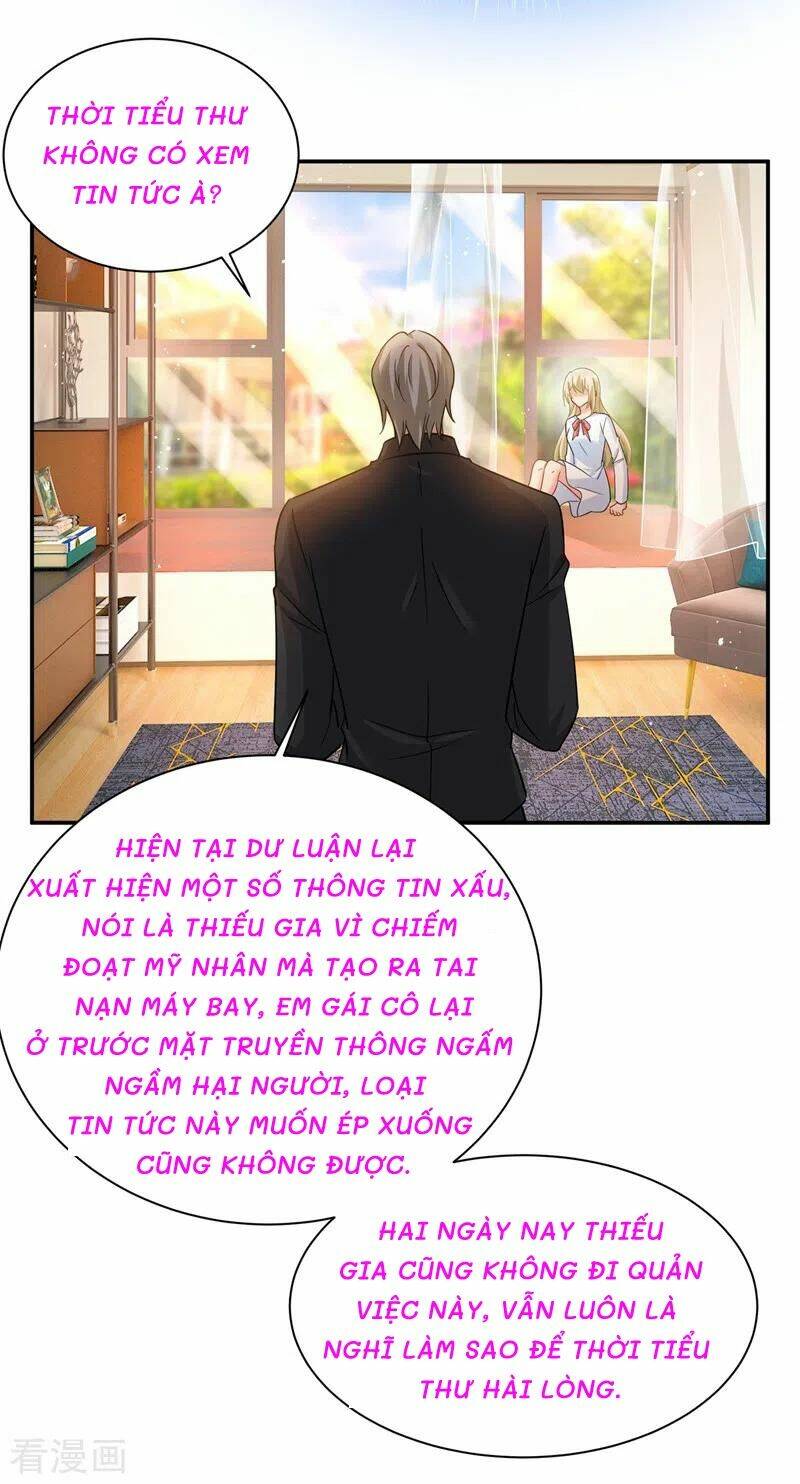 THỜI TIỂU THƯ
KHÔNG CÓ XEM
TIN TỨC À?
HIỆN TẠI DƯ LUẬN LẠI
XUẤT HIỆN MỘT SỐ THÔNG TIN XẤU,
NÓI LÀ THIẾU GIA VÌ CHIẾM
ĐOẠT MỸ NHÂN MÀ TẠO RA TAI
NẠN MÁY BAY, EM GÁI CÔ LẠI
Ở TRƯỚC MẶT TRUYỀN THÔNG NGẤM
NGẦM HẠI NGƯỜI, LOẠI
TIN TỨC NÀY MUỐN ÉP XUỐNG
CŨNG KHÔNG ĐƯỢC.
HAI NGÀY NAY THIẾU
GIA CŨNG KHÔNG ĐI QUẢN
VIỆC NÀY, VẪN LUÔN LÀ
NGHĨ LÀM SAO ĐỂ THỜI TIỂU
THƯ HÀI LÒNG.
看漫画